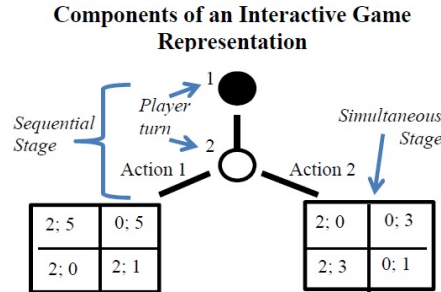 Components of an Interactive Game
Representation
1
Player
turn
Sequential
Stage
2
Simultaneous
Stage
Action 1
Action 2
2; 5 0; 5
2; 0 2; 1
2; 0 0; 3
2; 3 0; 1